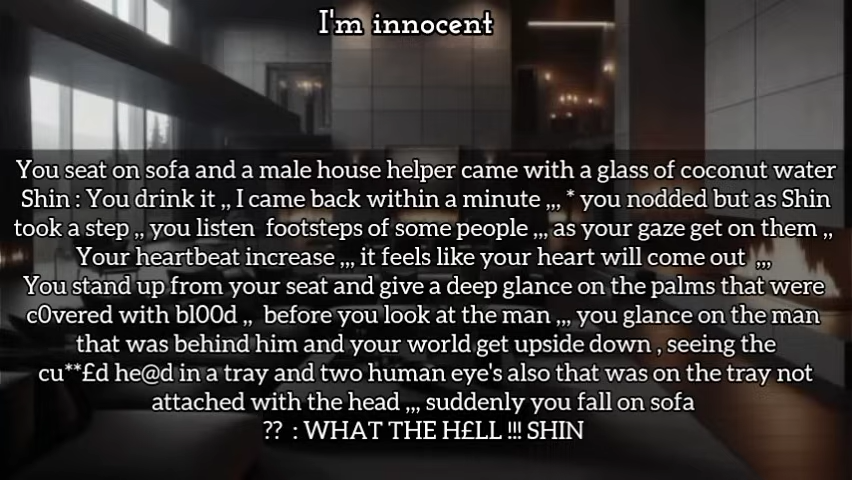 I'm innocent
You seat on sofa and a male house helper came with a glass of coconut water
Shin : You drink it ,, I came back within a minute ,,, * you nodded but as Shin
took a step ,, you listen footsteps of some people ,,, as your gaze get on them ,,
Your heartbeat increase ,,, it feels like your heart will come out ,,,
You stand up from your seat and give a deep glance on the palms that were
c0vered with bl00d ,, before you look at the man ,,, you glance on the man
that was behind him and your world get upside down , seeing the
cu**£d he@d in a tray and two human eye's also that was on the tray not
attached with the head ,,, suddenly you fall on sofa
?? : WHAT THE H£LL !!! SHIN